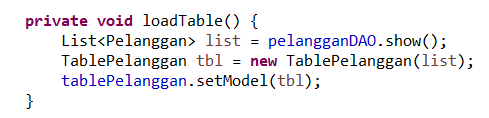 private void loadTable() {
List<Pelanggan> list = pelangganDAO.show();
TablePelanggan tbl = new TablePelanggan(list);
tablePelanggan.setModel(tbl);
}